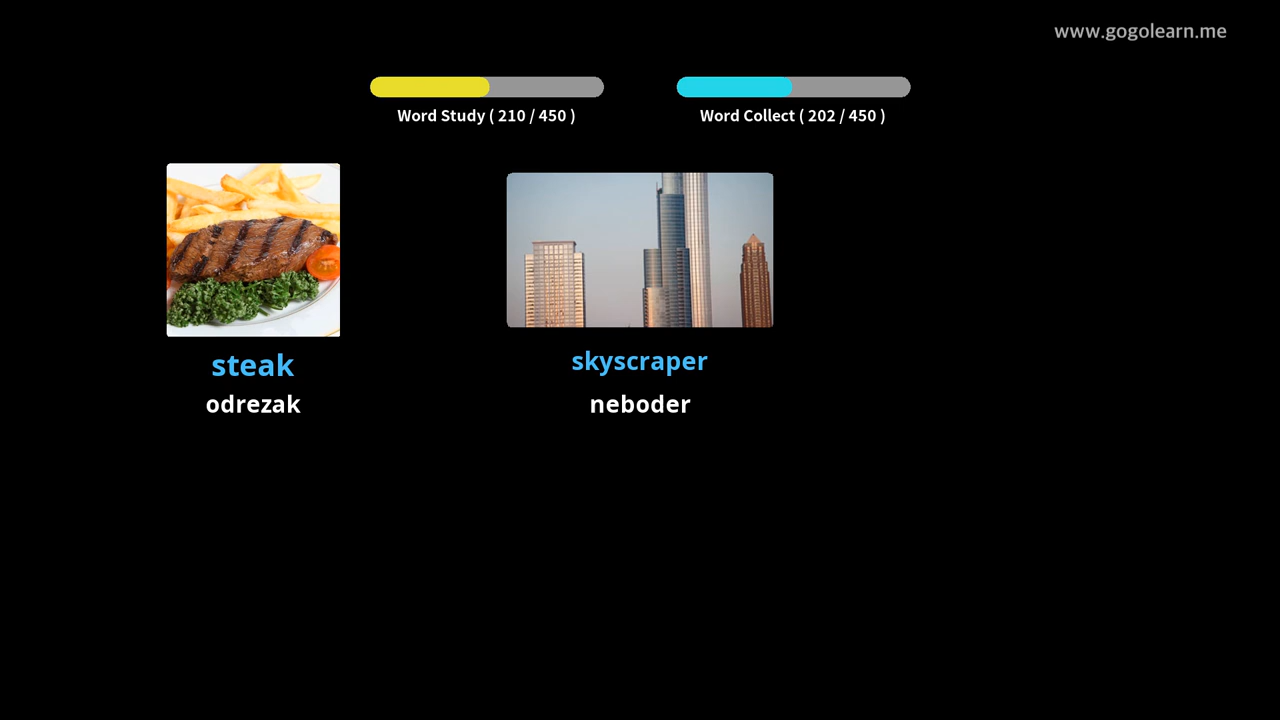 www.gogolearn.me
Word Study ( 210 / 450 )
Word Collect ( 202 / 450 )
steak
odrezak
skyscraper
neboder